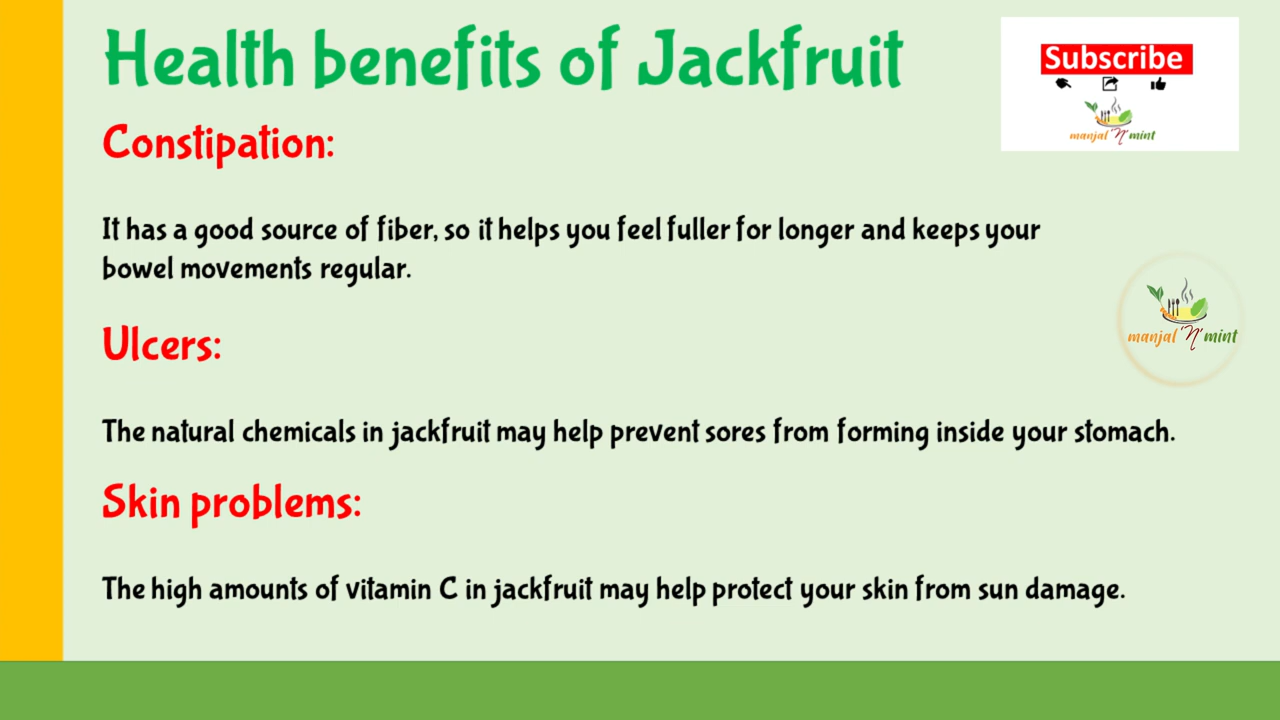 Health benefits of Jackfruit
Subscribe
manjal 'N' mint
Constipation:
It has a good source of fiber, so it helps you feel fuller for longer and keeps your
bowel movements regular.
manjal 'N' mint
Ulcers:
The natural chemicals in jackfruit may help prevent sores from forming inside your stomach.
Skin problems:
The high amounts of vitamin C in jackfruit may help protect your skin from sun damage.